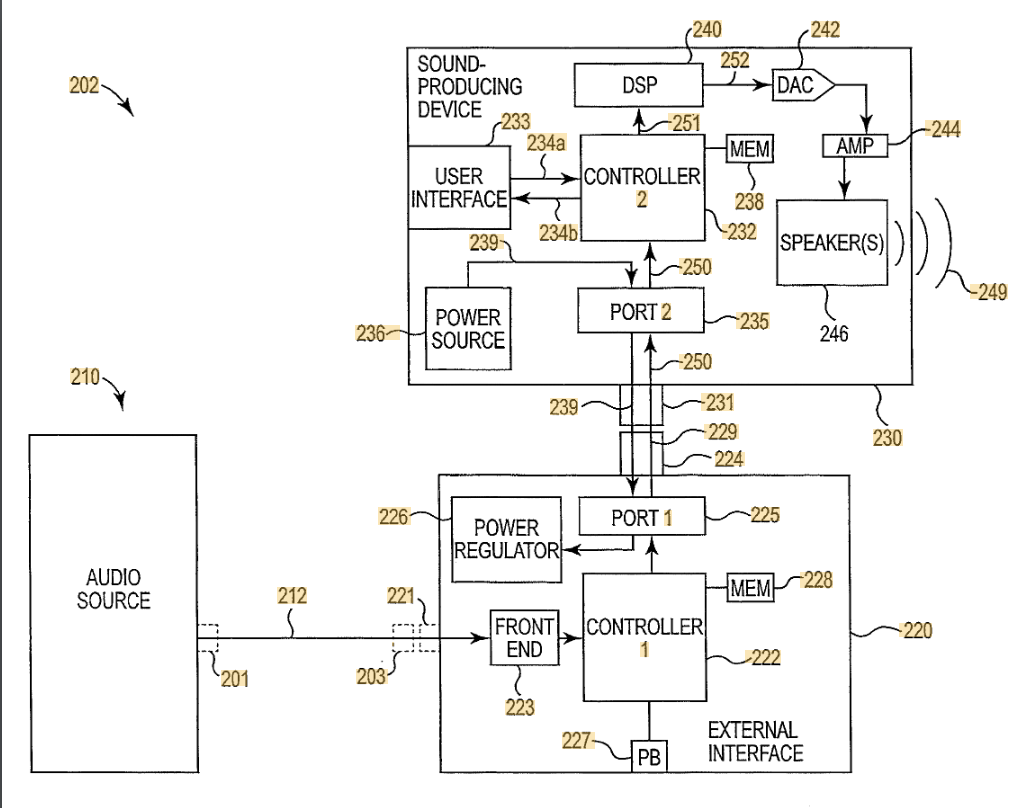 202
SOUND-
PRODUCING
DEVICE
240
DSP
252
242
DAC
251
233
USER
INTERFACE
234a
234b
CONTROLLER
2
MEM
238
232
AMP
244
SPEAKER(S)
246
249
239
250
236
POWER
SOURCE
PORT 2
235
250
239
231
230
229
224
210
AUDIO
SOURCE
201
212
203
221
226
POWER
REGULATOR
PORT 1
225
FRONT
END
223
CONTROLLER
1
MEM
228
222
220
227
PB
EXTERNAL
INTERFACE